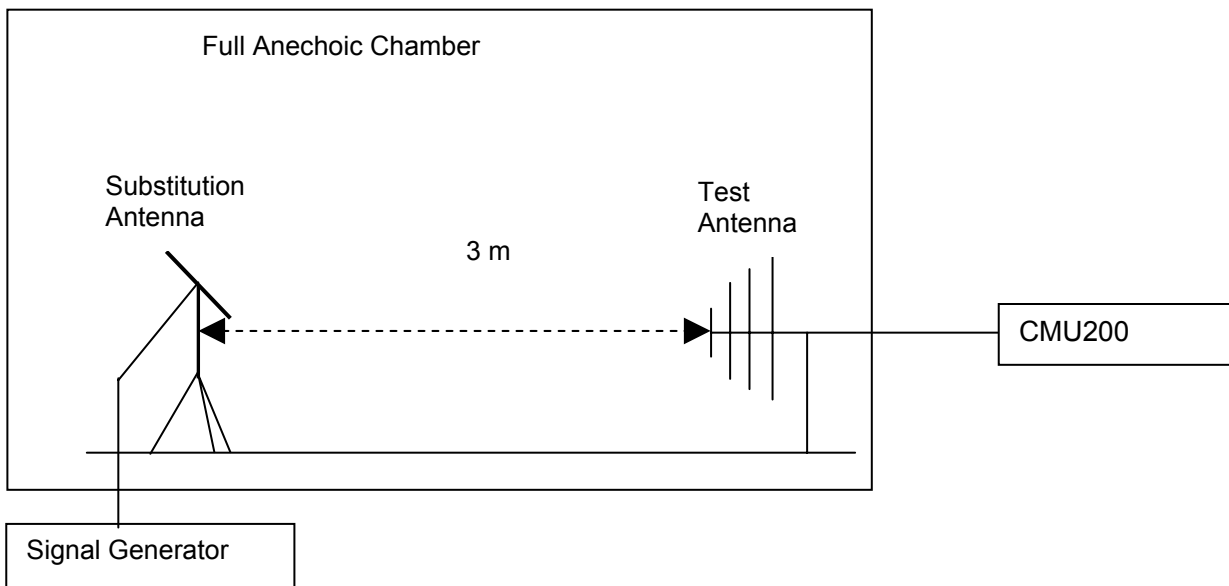 Full Anechoic Chamber
Substitution
Antenna
Test
Antenna
3 m
CMU200
Signal Generator